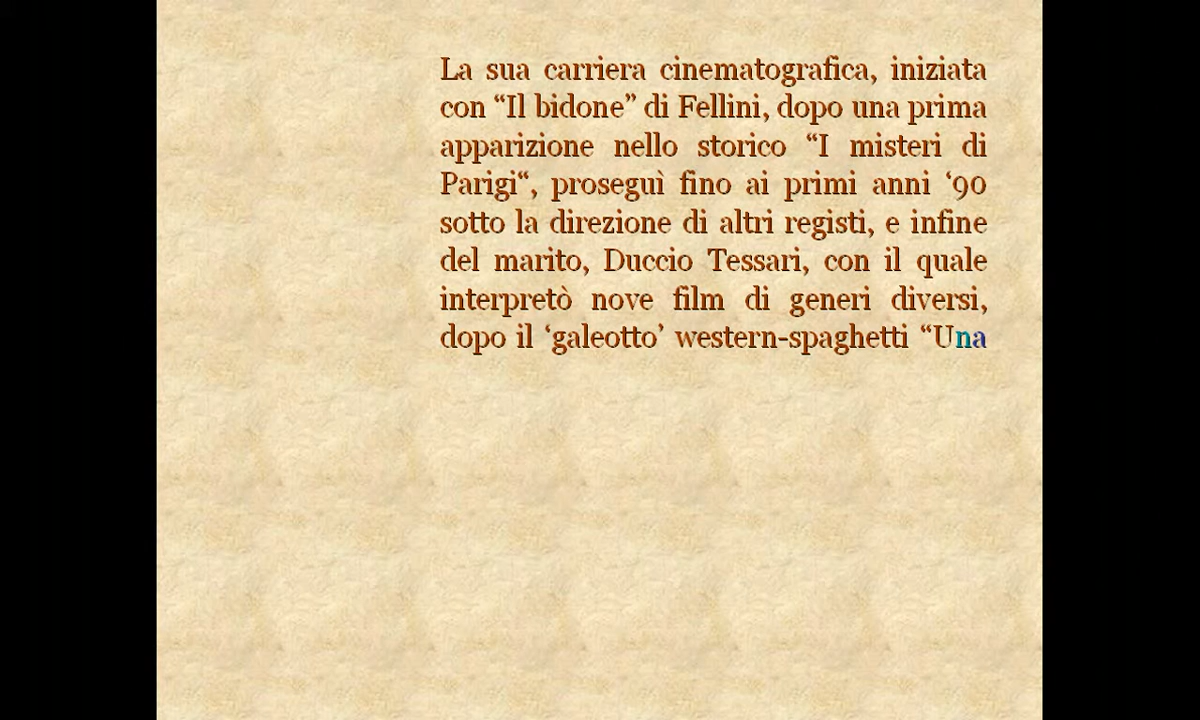 La sua carriera cinematografica, iniziata
con “Il bidone” di Fellini, dopo una prima
apparizione nello storico “I misteri di
Parigi“, proseguì fino ai primi anni ‘90
sotto la direzione di altri registi, e infine
del marito, Duccio Tessari, con il quale
interpretò nove film di generi diversi,
dopo il ‘galeotto’ western-spaghetti “Una